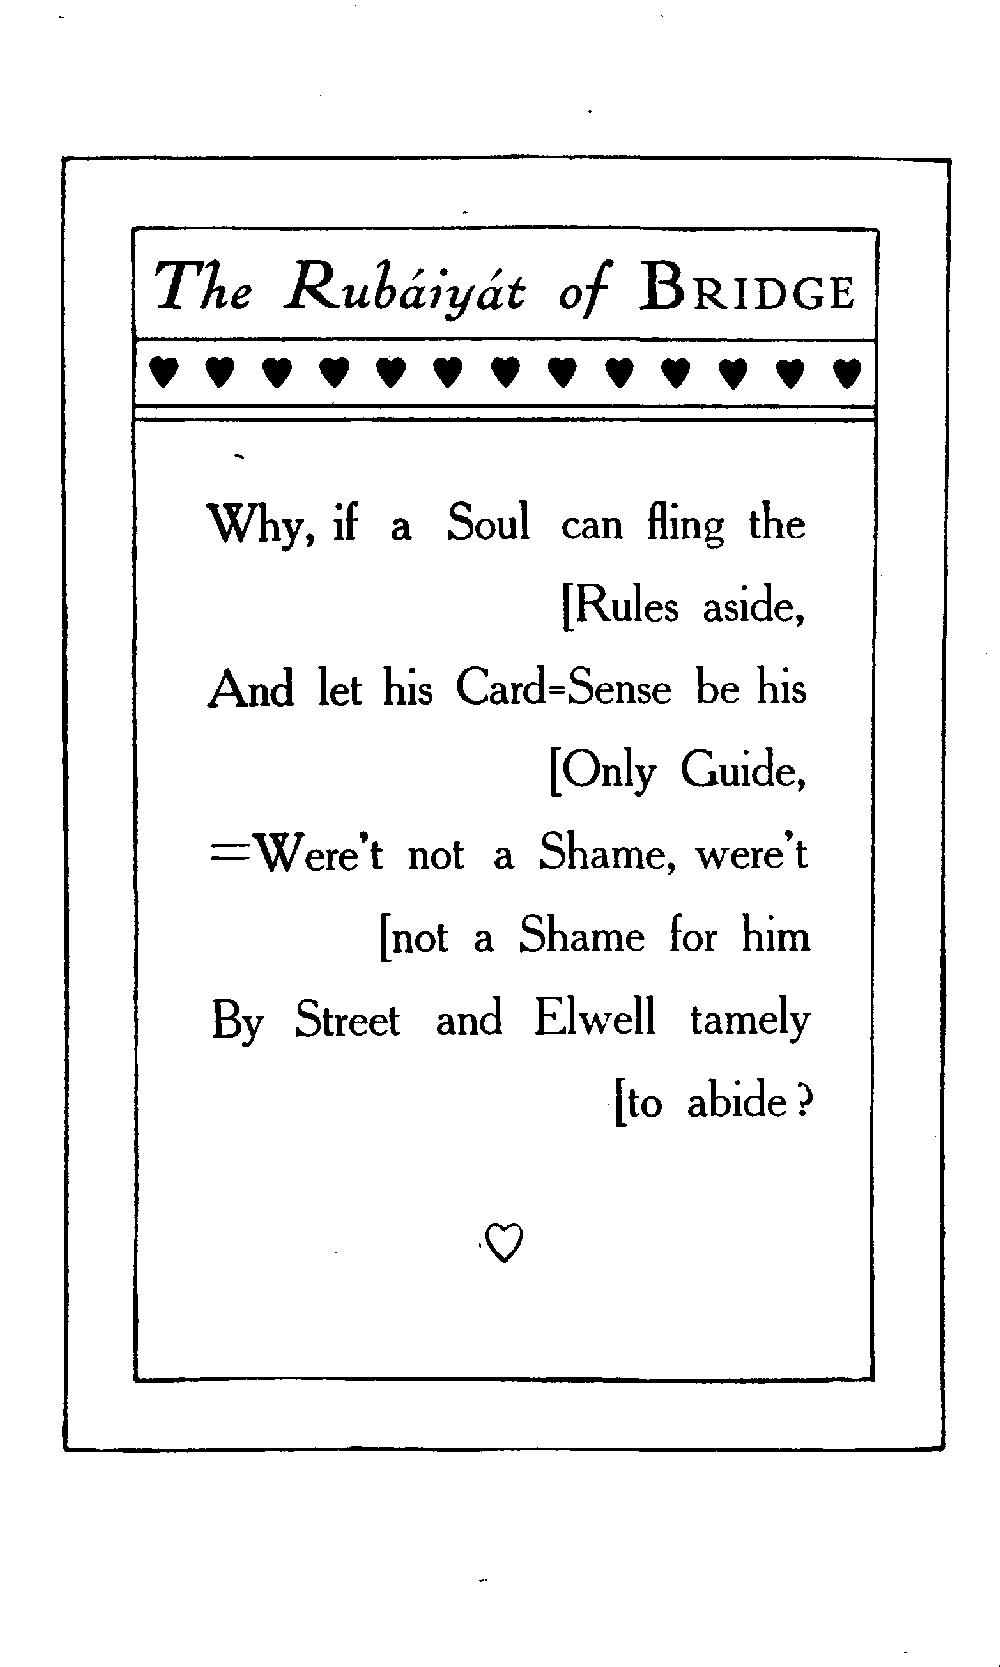 The Rubáiyát of BRIDGE
Why, if a Soul can fling the
[Rules aside,
And let his Card=Sense be his
[Only Guide,
=Were't not a Shame, were't
[not a Shame for him
By Street and Elwell tamely
[to abide?